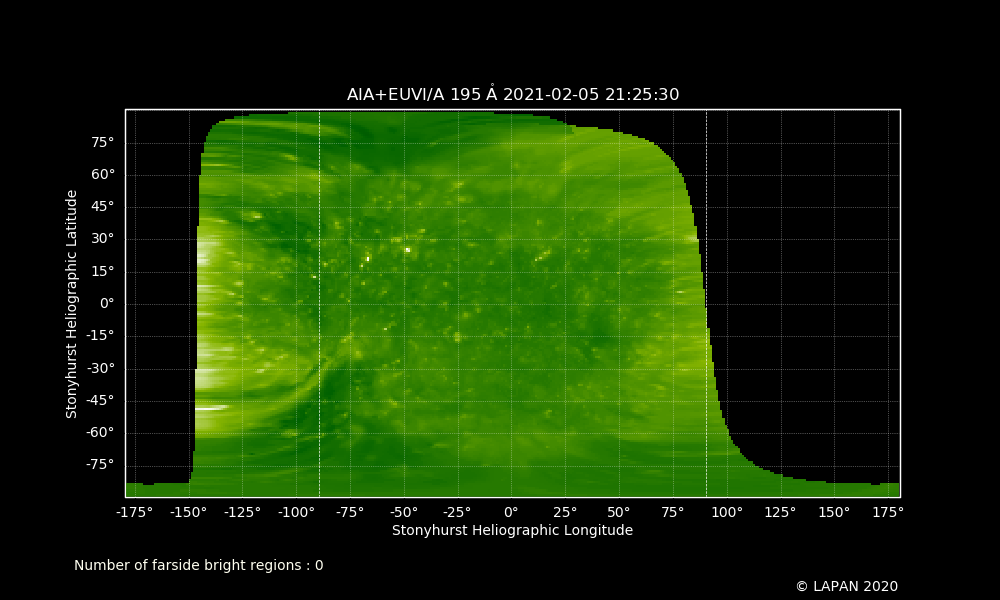 AIA+EUVI/A 195 Å 2021-02-05 21:25:30
Stonyhurst Heliographic Latitude
75°
60°
45°
30°
15°
0°
-15°
-30°
-45°
-60°
-75°
-175° -150° -125° -100° -75° -50° -25° 0° 25° 50° 75° 100° 125° 150° 175°
Stonyhurst Heliographic Longitude
Number of farside bright regions : 0
© LAPAN 2020